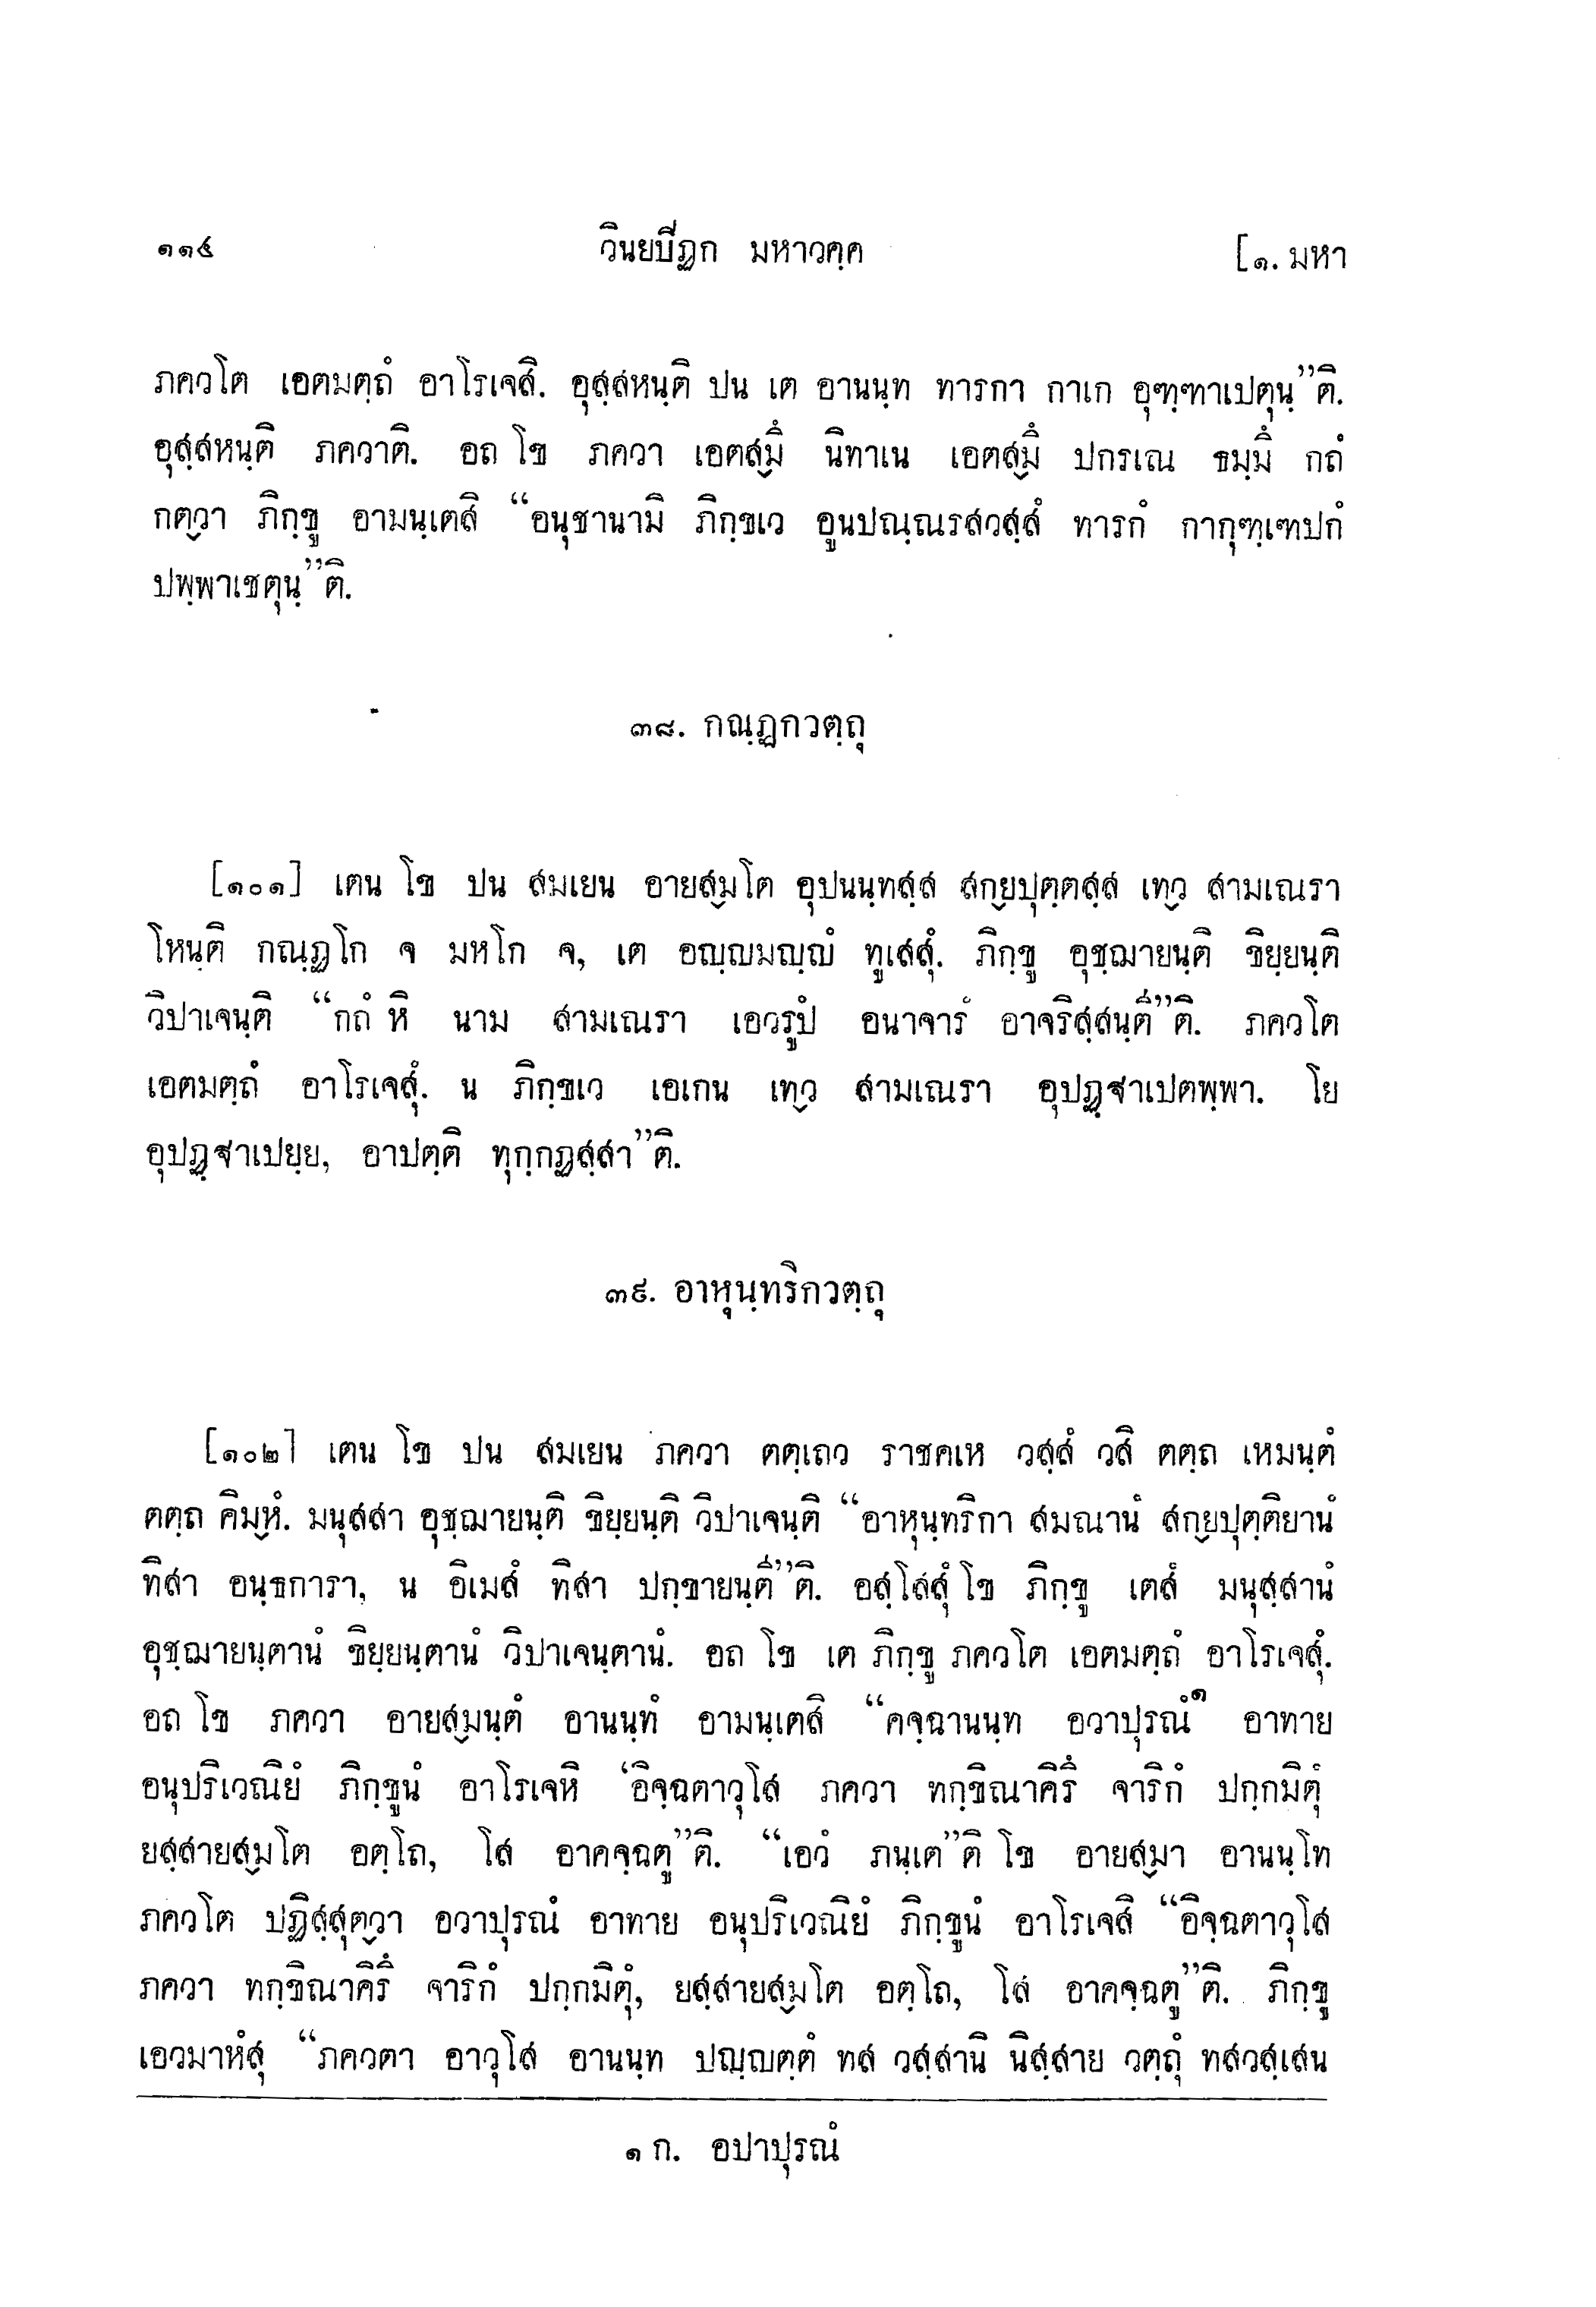 ๑๑๔ วินยปิฏก มหาวคฺค [๑. มหา
ภควโต เอตมตฺถํ อาโรเจสิ. อุสฺสหนฺติ ปน เต อานนฺท ทารกา กาเก อุฑฺฑาเปตุนฺ”ติ.
อุสฺสหนฺติ ภควาติ. อถ โข ภควา เอตสฺมึ นิทาเน เอตสฺมึ ปกรเณ ธมฺมึ กถํ
กตฺวา ภิกฺขู อามนฺเตสิ “อนุชานามิ ภิกฺขเว อูนปณฺณรสวสฺสํ ทารกํ กากุฑฺเฑปกํ
ปพฺพาเชตุนฺ”ติ.
๓๘. กณฺฏกวตฺถุ
[๑๐๑] เตน โข ปน สมเยน อายสฺมโต อุปนนฺทสฺส สกฺยปุตฺตสฺส เทฺว สามเณรา
โหนฺติ กณฺฏโก จ มหโก จ, เต อญฺญมญฺญํ ทูเสสุํ. ภิกฺขู อุชฺฌายนฺติ ขิยฺยนฺติ
วิปาเจนฺติ “กถํ หิ นาม สามเณรา เอวรูปํ อนาจารํ อาจริสฺสนฺตี”ติ. ภควโต
เอตมตฺถํ อาโรเจสุํ. น ภิกฺขเว เอเกน เทฺว สามเณรา อุปฏฺฐาเปตพฺพา. โย
อุปฏฺฐาเปยฺย, อาปตฺติ ทุกฺกฏสฺสา”ติ.
๓๙. อาหุนฺทริกวตฺถุ
[๑๐๒] เตน โข ปน สมเยน ภควา ตตฺเถว ราชคเห วสฺสํ วสิ ตตฺถ เหมนฺตํ
ตตฺถ คิมฺหํ. มนุสสา อุชฺฌายนฺติ ขิยฺยนฺติ วิปาเจนฺติ “อาหุนฺทริกา สมณานํ สกฺยปุตฺติยานํ
ทิสา อนฺธการา, น อิเมสํ ทิสา ปกฺขายนฺตี”ติ. อสฺโสสุํ โข ภิกฺขู เตสํ มนุสฺสานํ
อุชฺฌายนฺตานํ ขิยฺยนฺตานํ วิปาเจนฺตานํ. อถ โข เต ภิกฺขู ภควโต เอตมตฺถํ อาโรเจสุํ.
อถ โข ภควา อายสฺมนฺตํ อานนฺทํ อามนฺเตสิ “คจฺฉานนฺท อวาปุรณํ๑ อาทาย
อนุปริเวณิยํ ภิกฺขูนํ อาโรเจหิ ‘อิจฺฉตาวุโส ภควา ทกฺขิณาคิรึ จาริกํ ปกฺกมิตุํ
ยสฺสายสฺมโต อตฺโถ, โส อาคจฺฉตู”ติ. “เอวํ ภนฺเต”ติ โข อายสฺมา อานนฺโท
ภควโต ปฏิสฺสุตฺวา อวาปุรณํ อาทาย อนุปริเวณิยํ ภิกฺขูนํ อาโรเจสิ “อิจฺฉตาวุโส
ภควา ทกฺขิณาคิรึ จาริกํ ปกฺกมิตุํ, ยสฺสายสฺมโต อตฺโถ, โส อาคจฺฉตู”ติ. ภิกฺขู
เอวมาหํสุ “ภควตา อาวุโส อานนฺท ปญฺญตฺตํ ทส วสฺสานิ นิสฺสาย วตฺถุํ ทสวสฺเสน
๑ ก. อปาปุรณํ